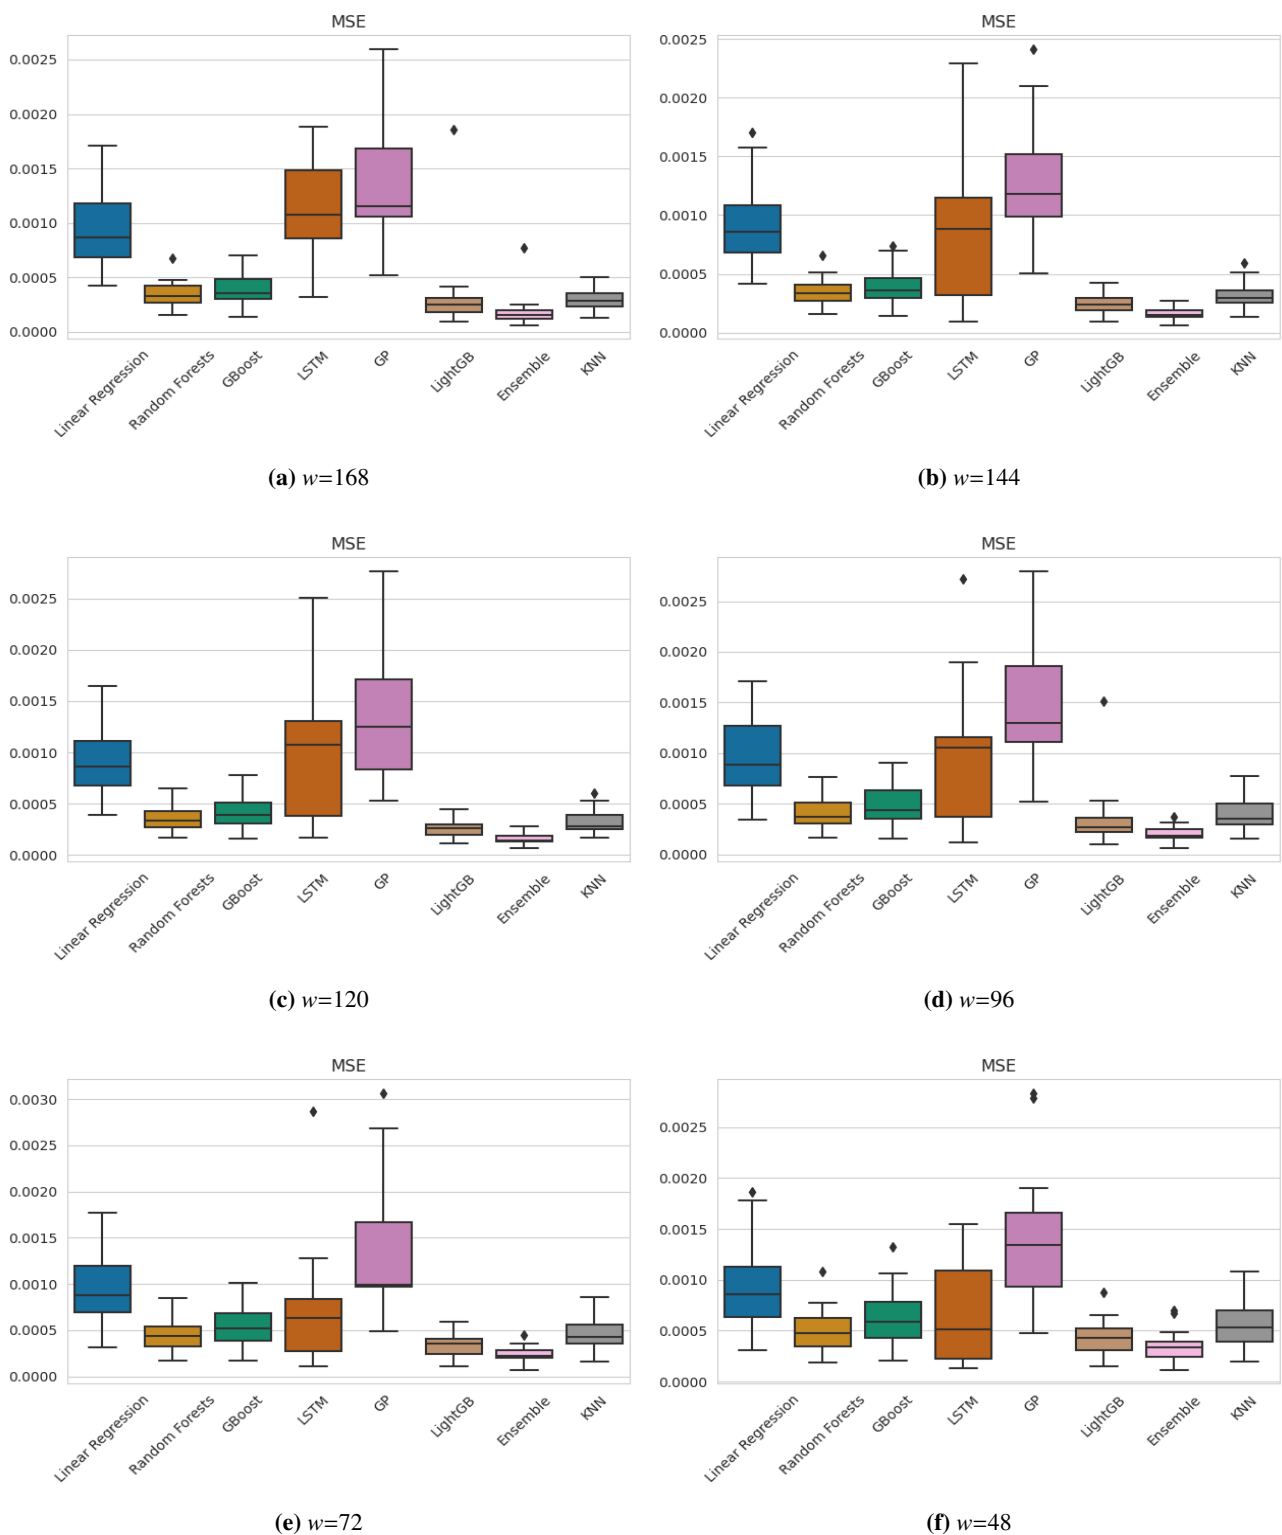 MSE
0.0025
0.0020
0.0015
0.0010
0.0005
0.0000
Linear Regression
Random Forests
GBoost
LSTM
GP
LightGB
Ensemble
KNN
(a) w=168
MSE
0.0025
0.0020
0.0015
0.0010
0.0005
0.0000
Linear Regression
Random Forests
GBoost
LSTM
GP
LightGB
Ensemble
KNN
(b) w=144
MSE
0.0025
0.0020
0.0015
0.0010
0.0005
0.0000
Linear Regression
Random Forests
GBoost
LSTM
GP
LightGB
Ensemble
KNN
(c) w=120
MSE
0.0025
0.0020
0.0015
0.0010
0.0005
0.0000
Linear Regression
Random Forests
GBoost
LSTM
GP
LightGB
Ensemble
KNN
(d) w=96
MSE
0.0030
0.0025
0.0020
0.0015
0.0010
0.0005
0.0000
Linear Regression
Random Forests
GBoost
LSTM
GP
LightGB
Ensemble
KNN
(e) w=72
MSE
0.0025
0.0020
0.0015
0.0010
0.0005
0.0000
Linear Regression
Random Forests
GBoost
LSTM
GP
LightGB
Ensemble
KNN
(f) w=48